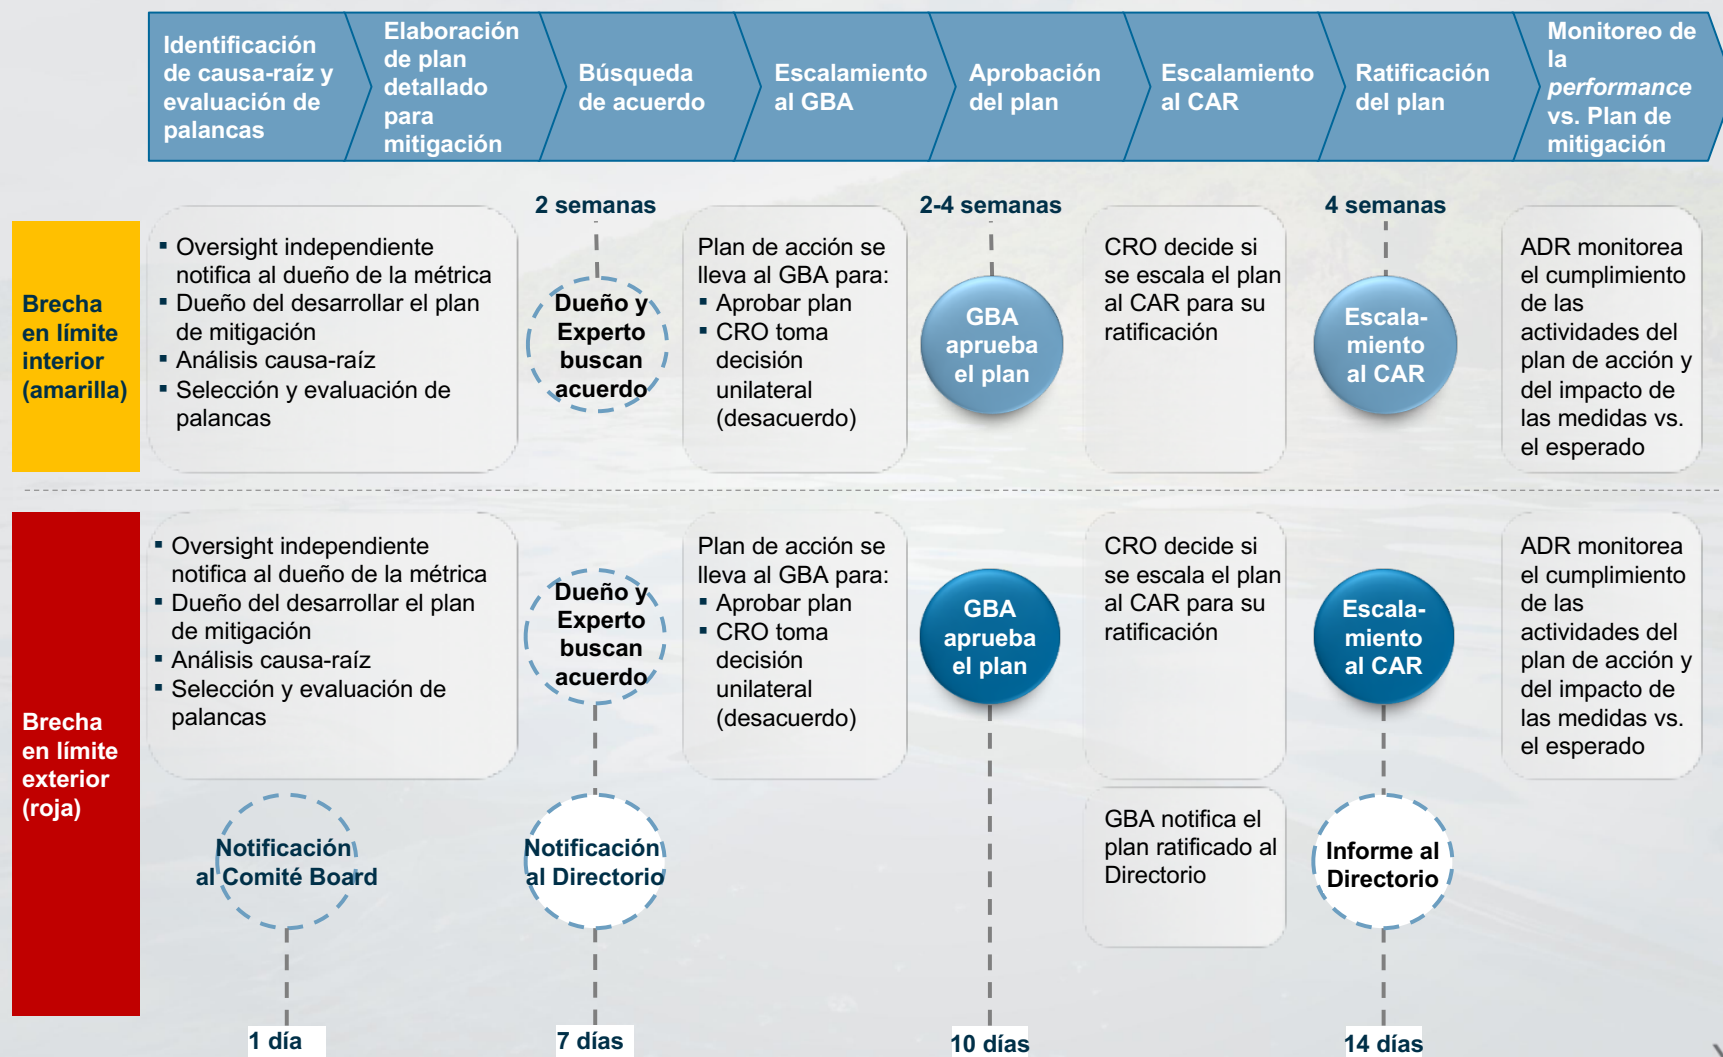 Identificación
de causa-raíz y
evaluación de
palancas
Elaboración
de plan
detallado
para
mitigación
Búsqueda
de acuerdo
Escalamiento
al GBA
Aprobación
del plan
Escalamiento
al CAR
Ratificación
del plan
Monitoreo de
la
performance
vs. Plan de
mitigación
Brecha
en límite
interior
(amarilla)
▪ Oversight independiente
notifica al dueño de la métrica
▪ Dueño del desarrollar el plan
de mitigación
▪ Análisis causa-raíz
▪ Selección y evaluación de
palancas
2 semanas
Dueño y
Experto
buscan
acuerdo
Plan de acción se
lleva al GBA para:
▪ Aprobar plan
▪ CRO toma
decisión
unilateral
(desacuerdo)
2-4 semanas
GBA
aprueba
el plan
CRO decide si
se escala el plan
al CAR para su
ratificación
4 semanas
Escala-
miento
al CAR
ADR monitorea
el cumplimiento
de las
actividades del
plan de acción y
del impacto de
las medidas vs.
el esperado
Brecha
en límite
exterior
(roja)
▪ Oversight independiente
notifica al dueño de la métrica
▪ Dueño del desarrollar el plan
de mitigación
▪ Análisis causa-raíz
▪ Selección y evaluación de
palancas
Dueño y
Experto
buscan
acuerdo
Plan de acción se
lleva al GBA para:
▪ Aprobar plan
▪ CRO toma
decisión
unilateral
(desacuerdo)
GBA
aprueba
el plan
CRO decide si
se escala el plan
al CAR para su
ratificación
Escala-
miento
al CAR
ADR monitorea
el cumplimiento
de las
actividades del
plan de acción y
del impacto de
las medidas vs.
el esperado
Notificación
al Comité Board
Notificación
al Directorio
GBA notifica el
plan ratificado al
Directorio
Informe al
Directorio
1 día
7 días
10 días
14 días